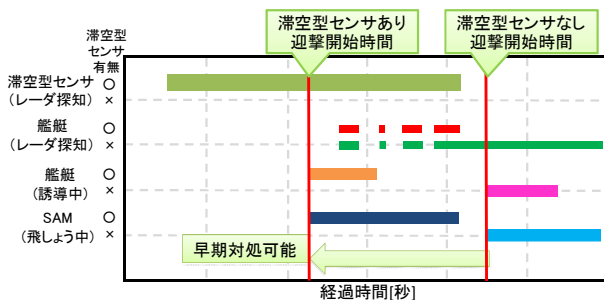 滞空型センサあり
迎撃開始時間
滞空型センサなし
迎撃開始時間
滞空型
センサ
有無
滞空型センサ ○
(レーダ探知) ×
艦艇 ○
(レーダ探知) ×
艦艇 ○
(誘導中) ×
SAM ○
(飛しょう中) ×
早期対処可能
経過時間[秒]